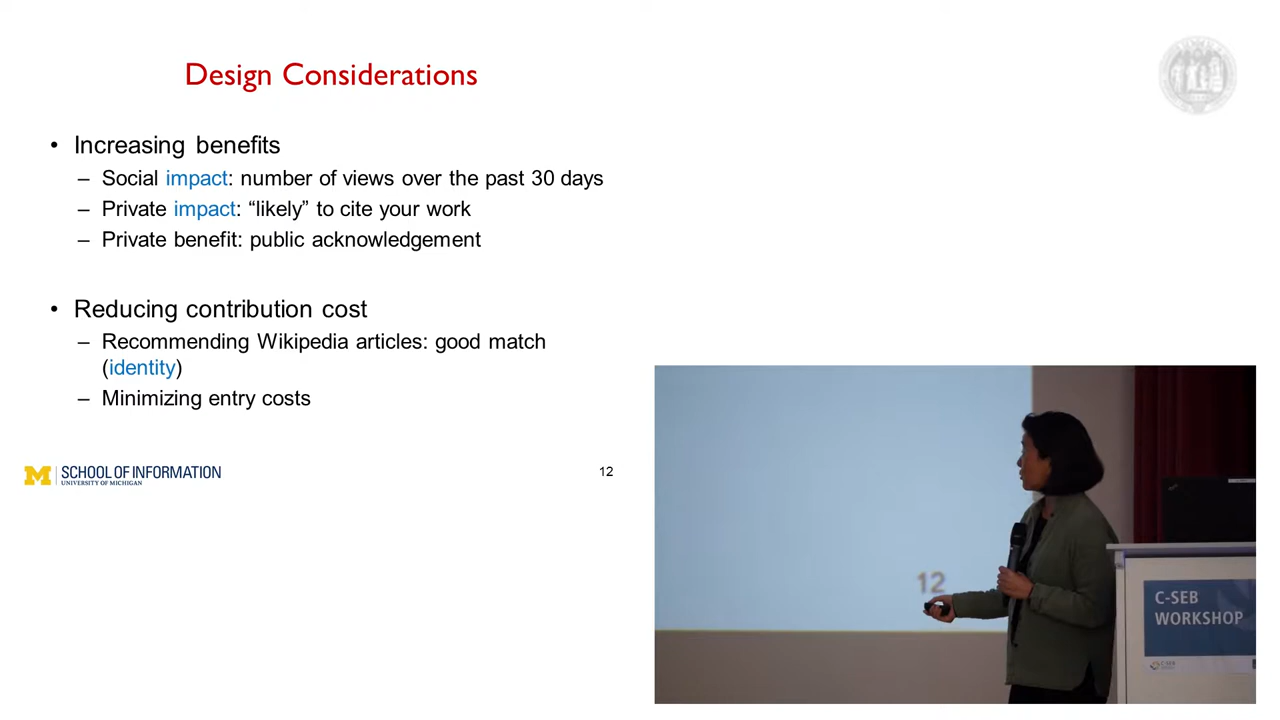 Design Considerations
• Increasing benefits
– Social impact: number of views over the past 30 days
– Private impact: “likely” to cite your work
– Private benefit: public acknowledgement
• Reducing contribution cost
– Recommending Wikipedia articles: good match
(identity)
– Minimizing entry costs
M SCHOOL OF INFORMATION
UNIVERSITY OF MICHIGAN
12
12
C-SEB
WORKSHOP
C-SEB